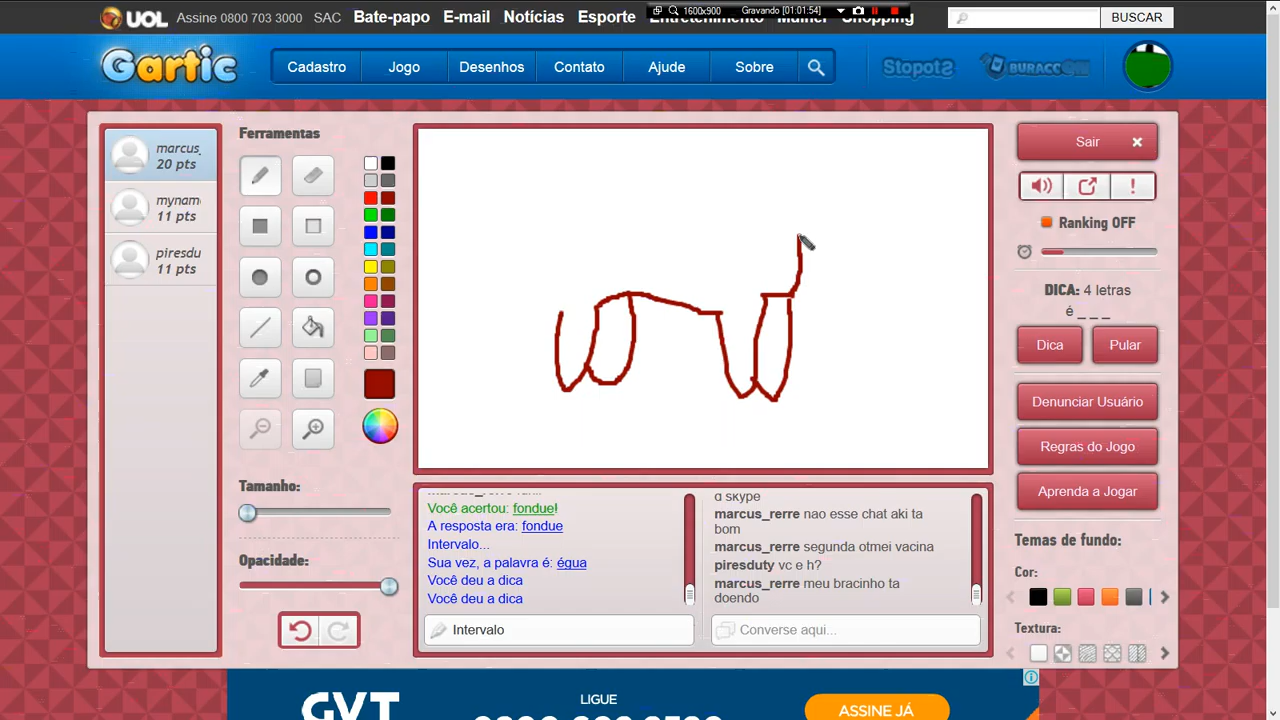 UOL Assine 0800 703 3000 SAC Bate-papo E-mail Notícias Esporte Entretenimento Mulher Shopping BUSCAR
1600x900 Gravando [01:01:54]
Gartic Cadastro Jogo Desenhos Contato Ajude Sobre StopotS BURACOON
marcus_
20 pts
mynam
11 pts
piresdu
11 pts
Ferramentas
Tamanho:
Opacidade:
Sair
Ranking OFF
DICA: 4 letras
é _ _ _
Dica Pular
Denunciar Usuário
Regras do Jogo
Aprenda a Jogar
Temas de fundo:
Cor:
Textura:
Você acertou: fondue!
A resposta era: fondue
Intervalo...
Sua vez, a palavra é: égua
Você deu a dica
Você deu a dica
Intervalo
d skype
marcus_rerre nao esse chat aki ta
bom
marcus_rerre segunda otmei vacina
piresduty vc e h?
marcus_rerre meu bracinho ta
doendo
Converse aqui...
GVT
LIGUE
ASSINE JÁ